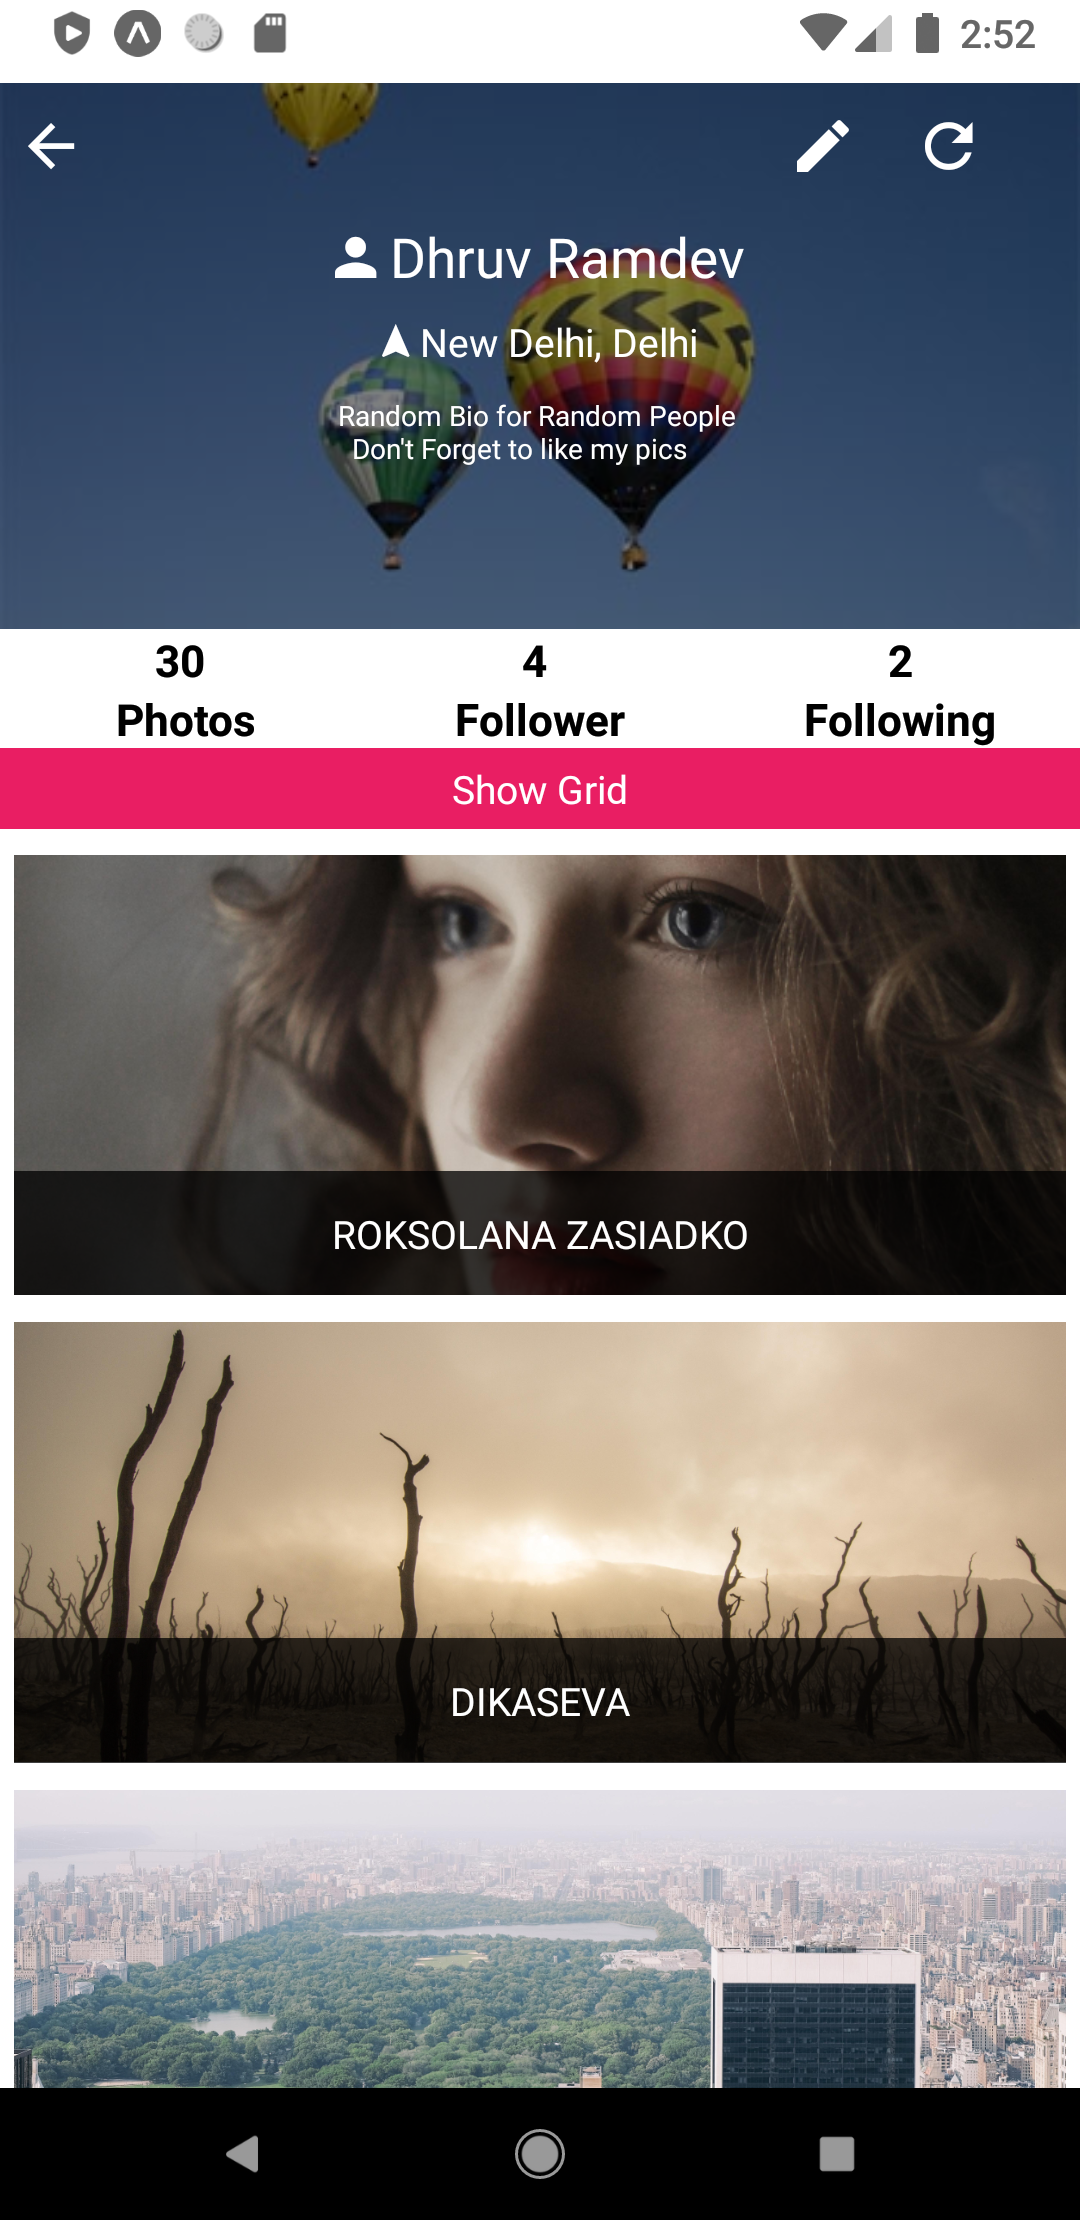 2:52
Dhruv Ramdev
New Delhi, Delhi
Random Bio for Random People
Don't Forget to like my pics
30
Photos
4
Follower
2
Following
Show Grid
ROKSOLANA ZASIADKO
DIKASEVA